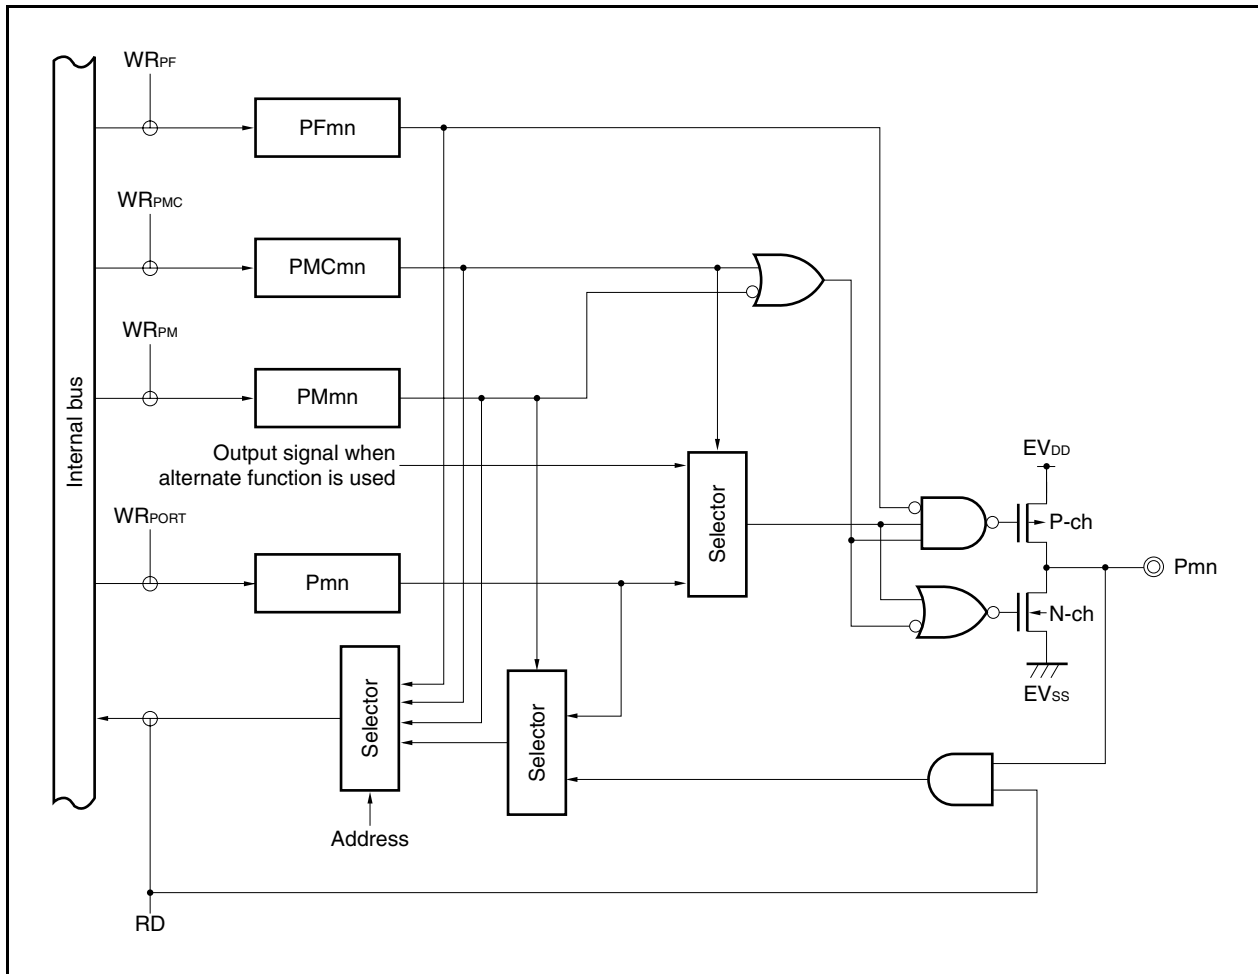 WRPF
PFmn
WRPMC
PMCmn
WRPM
PMmn
Internal bus
Output signal when
alternate function is used
Selector
EVDD
P-ch
WRPORT
Pmn
Pmn
N-ch
EVSS
Selector
Selector
Address
RD